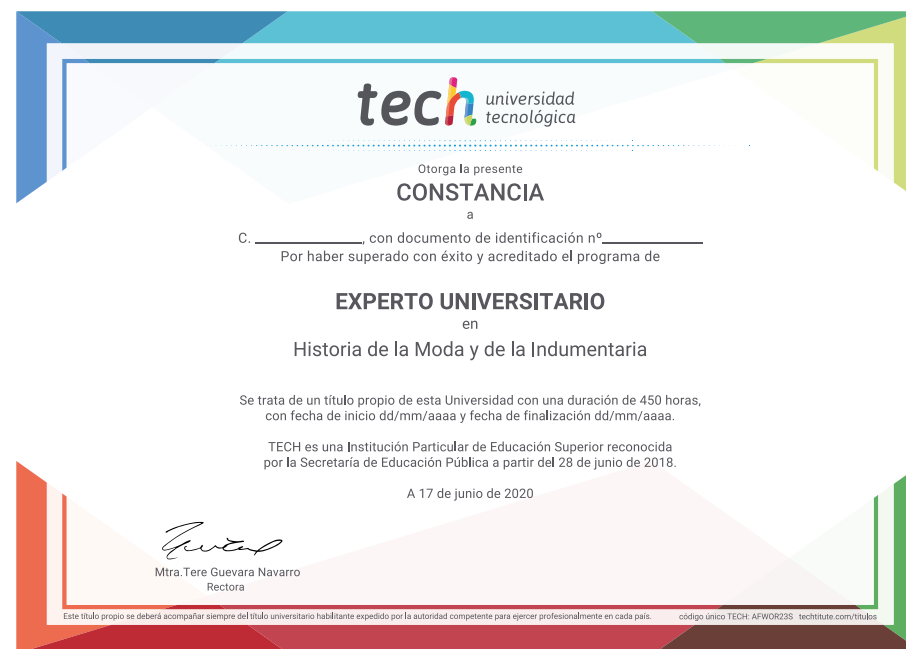 tech universidad
tecnológica
Otorga la presente
CONSTANCIA
a
C. ____________, con documento de identificación nº____________
Por haber superado con éxito y acreditado el programa de
EXPERTO UNIVERSITARIO
en
Historia de la Moda y de la Indumentaria
Se trata de un título propio de esta Universidad con una duración de 450 horas,
con fecha de inicio dd/mm/aaaa y fecha de finalización dd/mm/aaaa.
TECH es una Institución Particular de Educación Superior reconocida
por la Secretaría de Educación Pública a partir del 28 de junio de 2018.
A 17 de junio de 2020
Mtra.Tere Guevara Navarro
Rectora
Este título propio se deberá acompañar siempre del título universitario habilitante expedido por la autoridad competente para ejercer profesionalmente en cada país. código único TECH: AFWOR23S techtitute.com/titulos